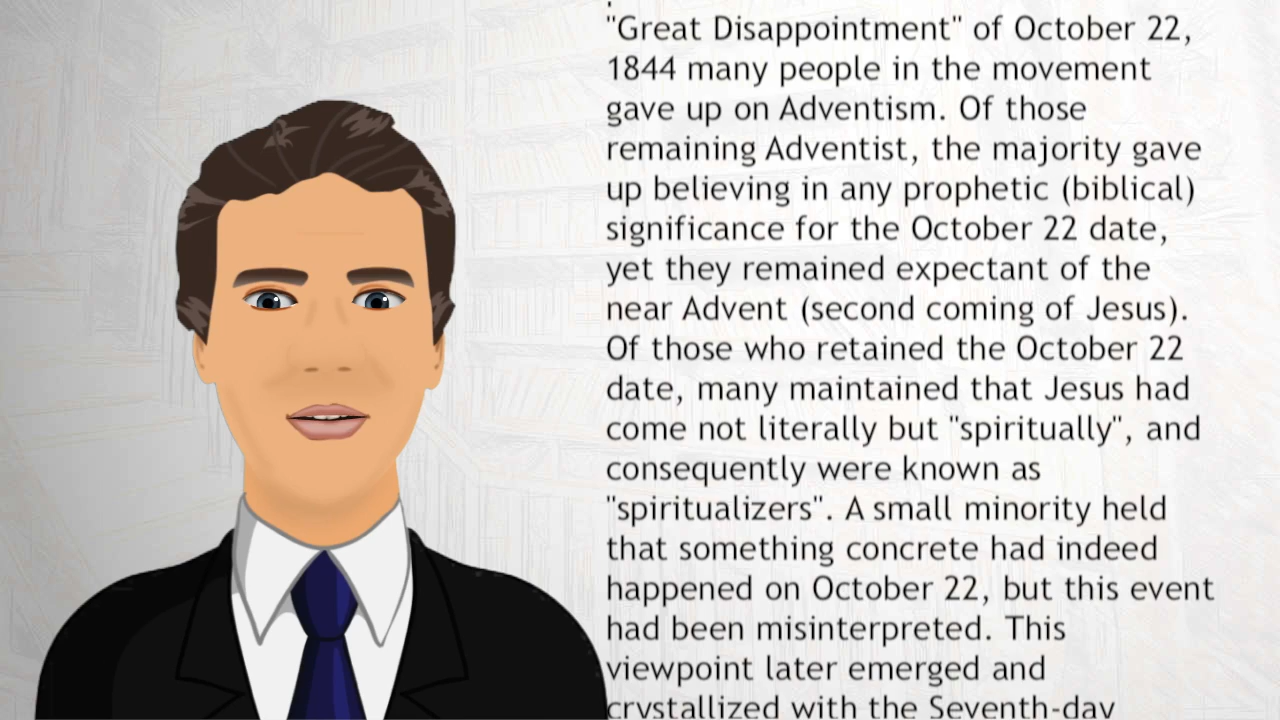 "Great Disappointment" of October 22,
1844 many people in the movement
gave up on Adventism. Of those
remaining Adventist, the majority gave
up believing in any prophetic (biblical)
significance for the October 22 date,
yet they remained expectant of the
near Advent (second coming of Jesus).
Of those who retained the October 22
date, many maintained that Jesus had
come not literally but "spiritually", and
consequently were known as
"spiritualizers". A small minority held
that something concrete had indeed
happened on October 22, but this event
had been misinterpreted. This
viewpoint later emerged and
crystallized with the Seventh-day